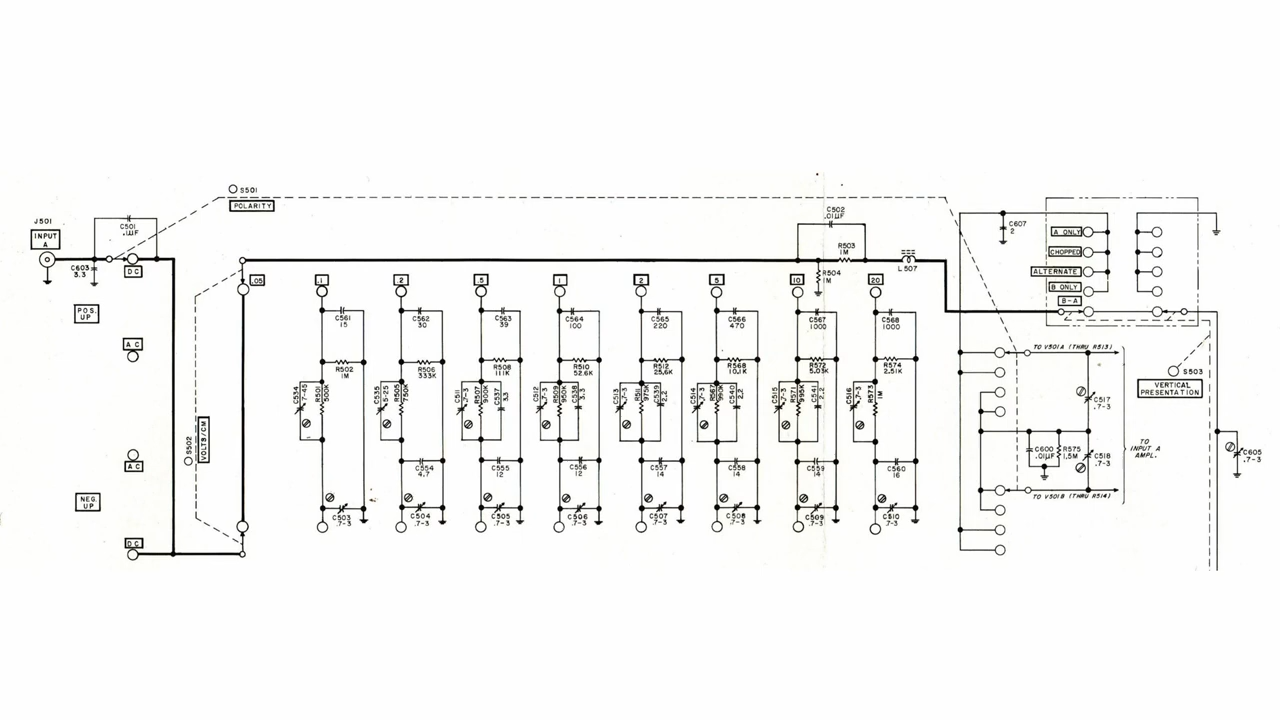 S501
POLARITY
J501
INPUT
A
C501
.1µF
C603
3.3
DC
POS.
UP
AC
AC
NEG.
UP
DC
S502
VOLTS/CM
.05
.1
C561
15
R502
1M
C534
7-45
R501
500K
C503
.7-3
.2
C562
30
R506
333K
C535
5-25
R505
750K
C554
4.7
C504
.7-3
.5
C563
39
R508
111K
C511
.7-3
R507
900K
C537
3.3
C555
12
C505
.7-3
1
C564
100
R510
52.6K
C512
.7-3
R509
950K
C538
3.3
C556
12
C506
.7-3
2
C565
220
R512
25.6K
C513
.7-3
R511
975K
C539
2.2
C557
14
C507
.7-3
5
C566
470
R568
10.1K
C514
.7-3
R567
990K
C540
2.2
C558
14
C508
.7-3
10
C567
1000
R572
5.03K
C515
.7-3
R571
995K
C541
2.2
C559
14
C509
.7-3
20
C568
1000
R574
2.51K
C516
.7-3
R573
1M
C560
16
C510
.7-3
C502
.01µF
R503
1M
R504
1M
L507
C607
2
A ONLY
CHOPPED
ALTERNATE
B ONLY
B-A
TO V501A (THRU R513)
C517
.7-3
C600
.01µF
R575
1.5M
C518
.7-3
TO V501B (THRU R514)
TO
INPUT A
AMPL.
S503
VERTICAL
PRESENTATION
C605
.7-3